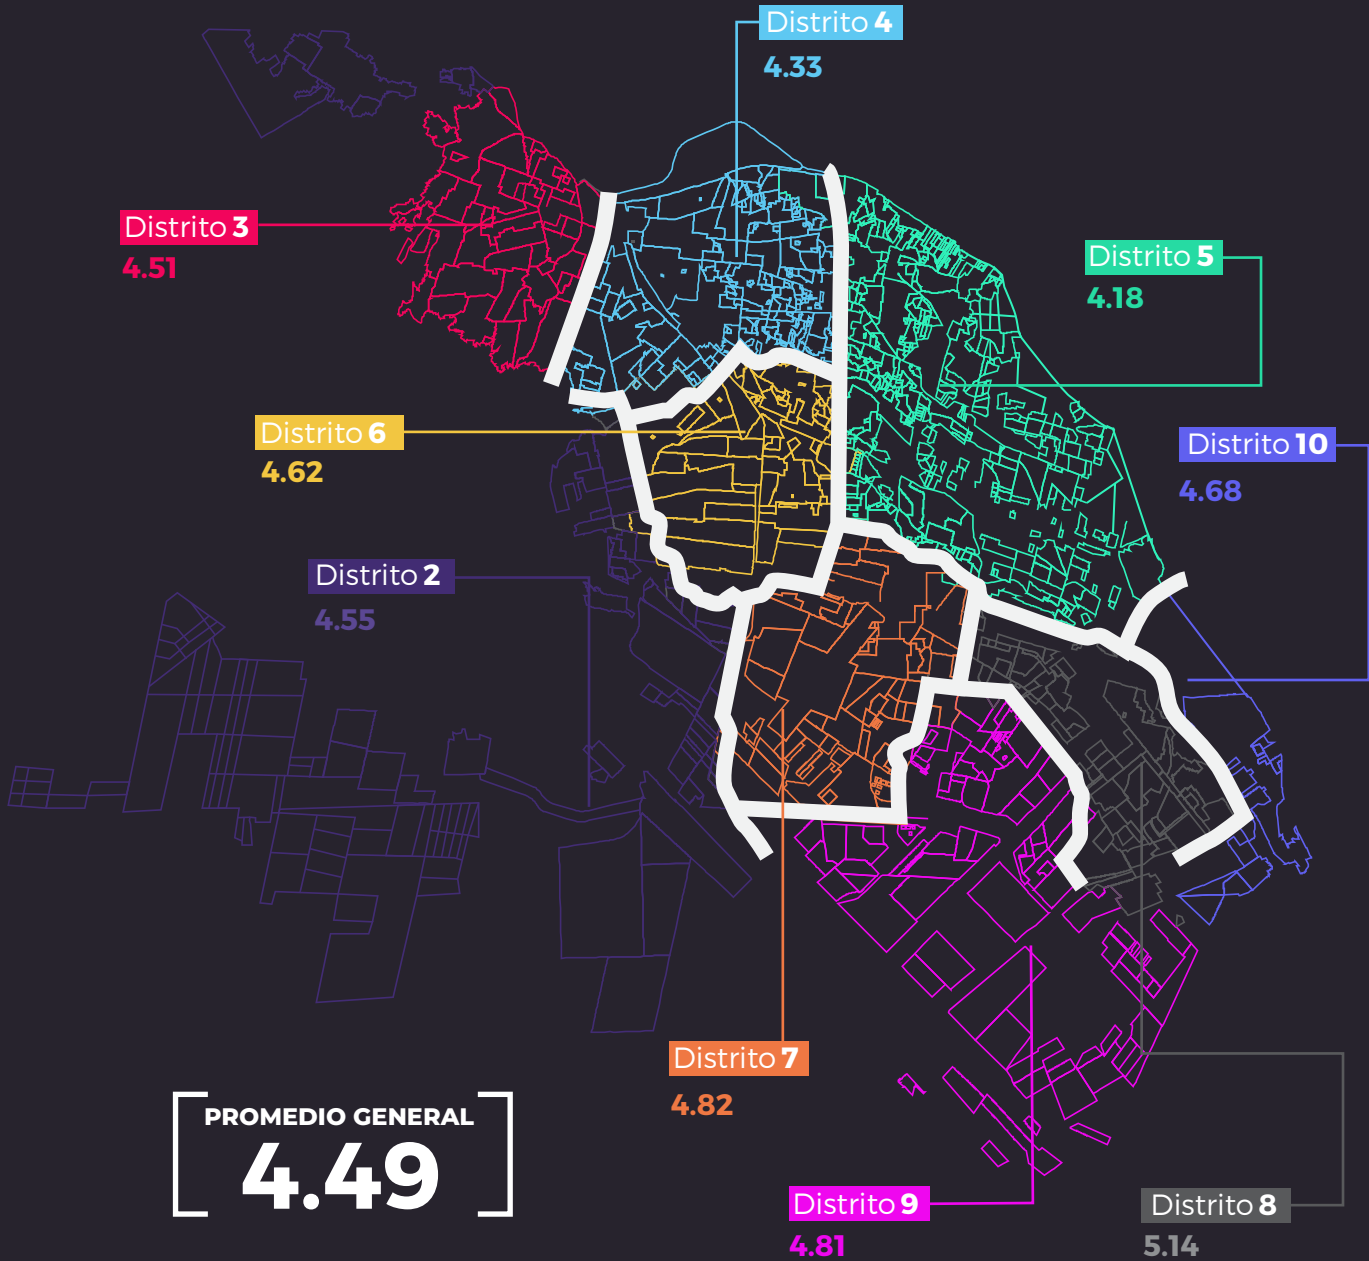 Distrito 4
4.33
Distrito 3
4.51
Distrito 5
4.18
Distrito 6
4.62
Distrito 10
4.68
Distrito 2
4.55
Distrito 7
4.82
PROMEDIO GENERAL
4.49
Distrito 9
4.81
Distrito 8
5.14